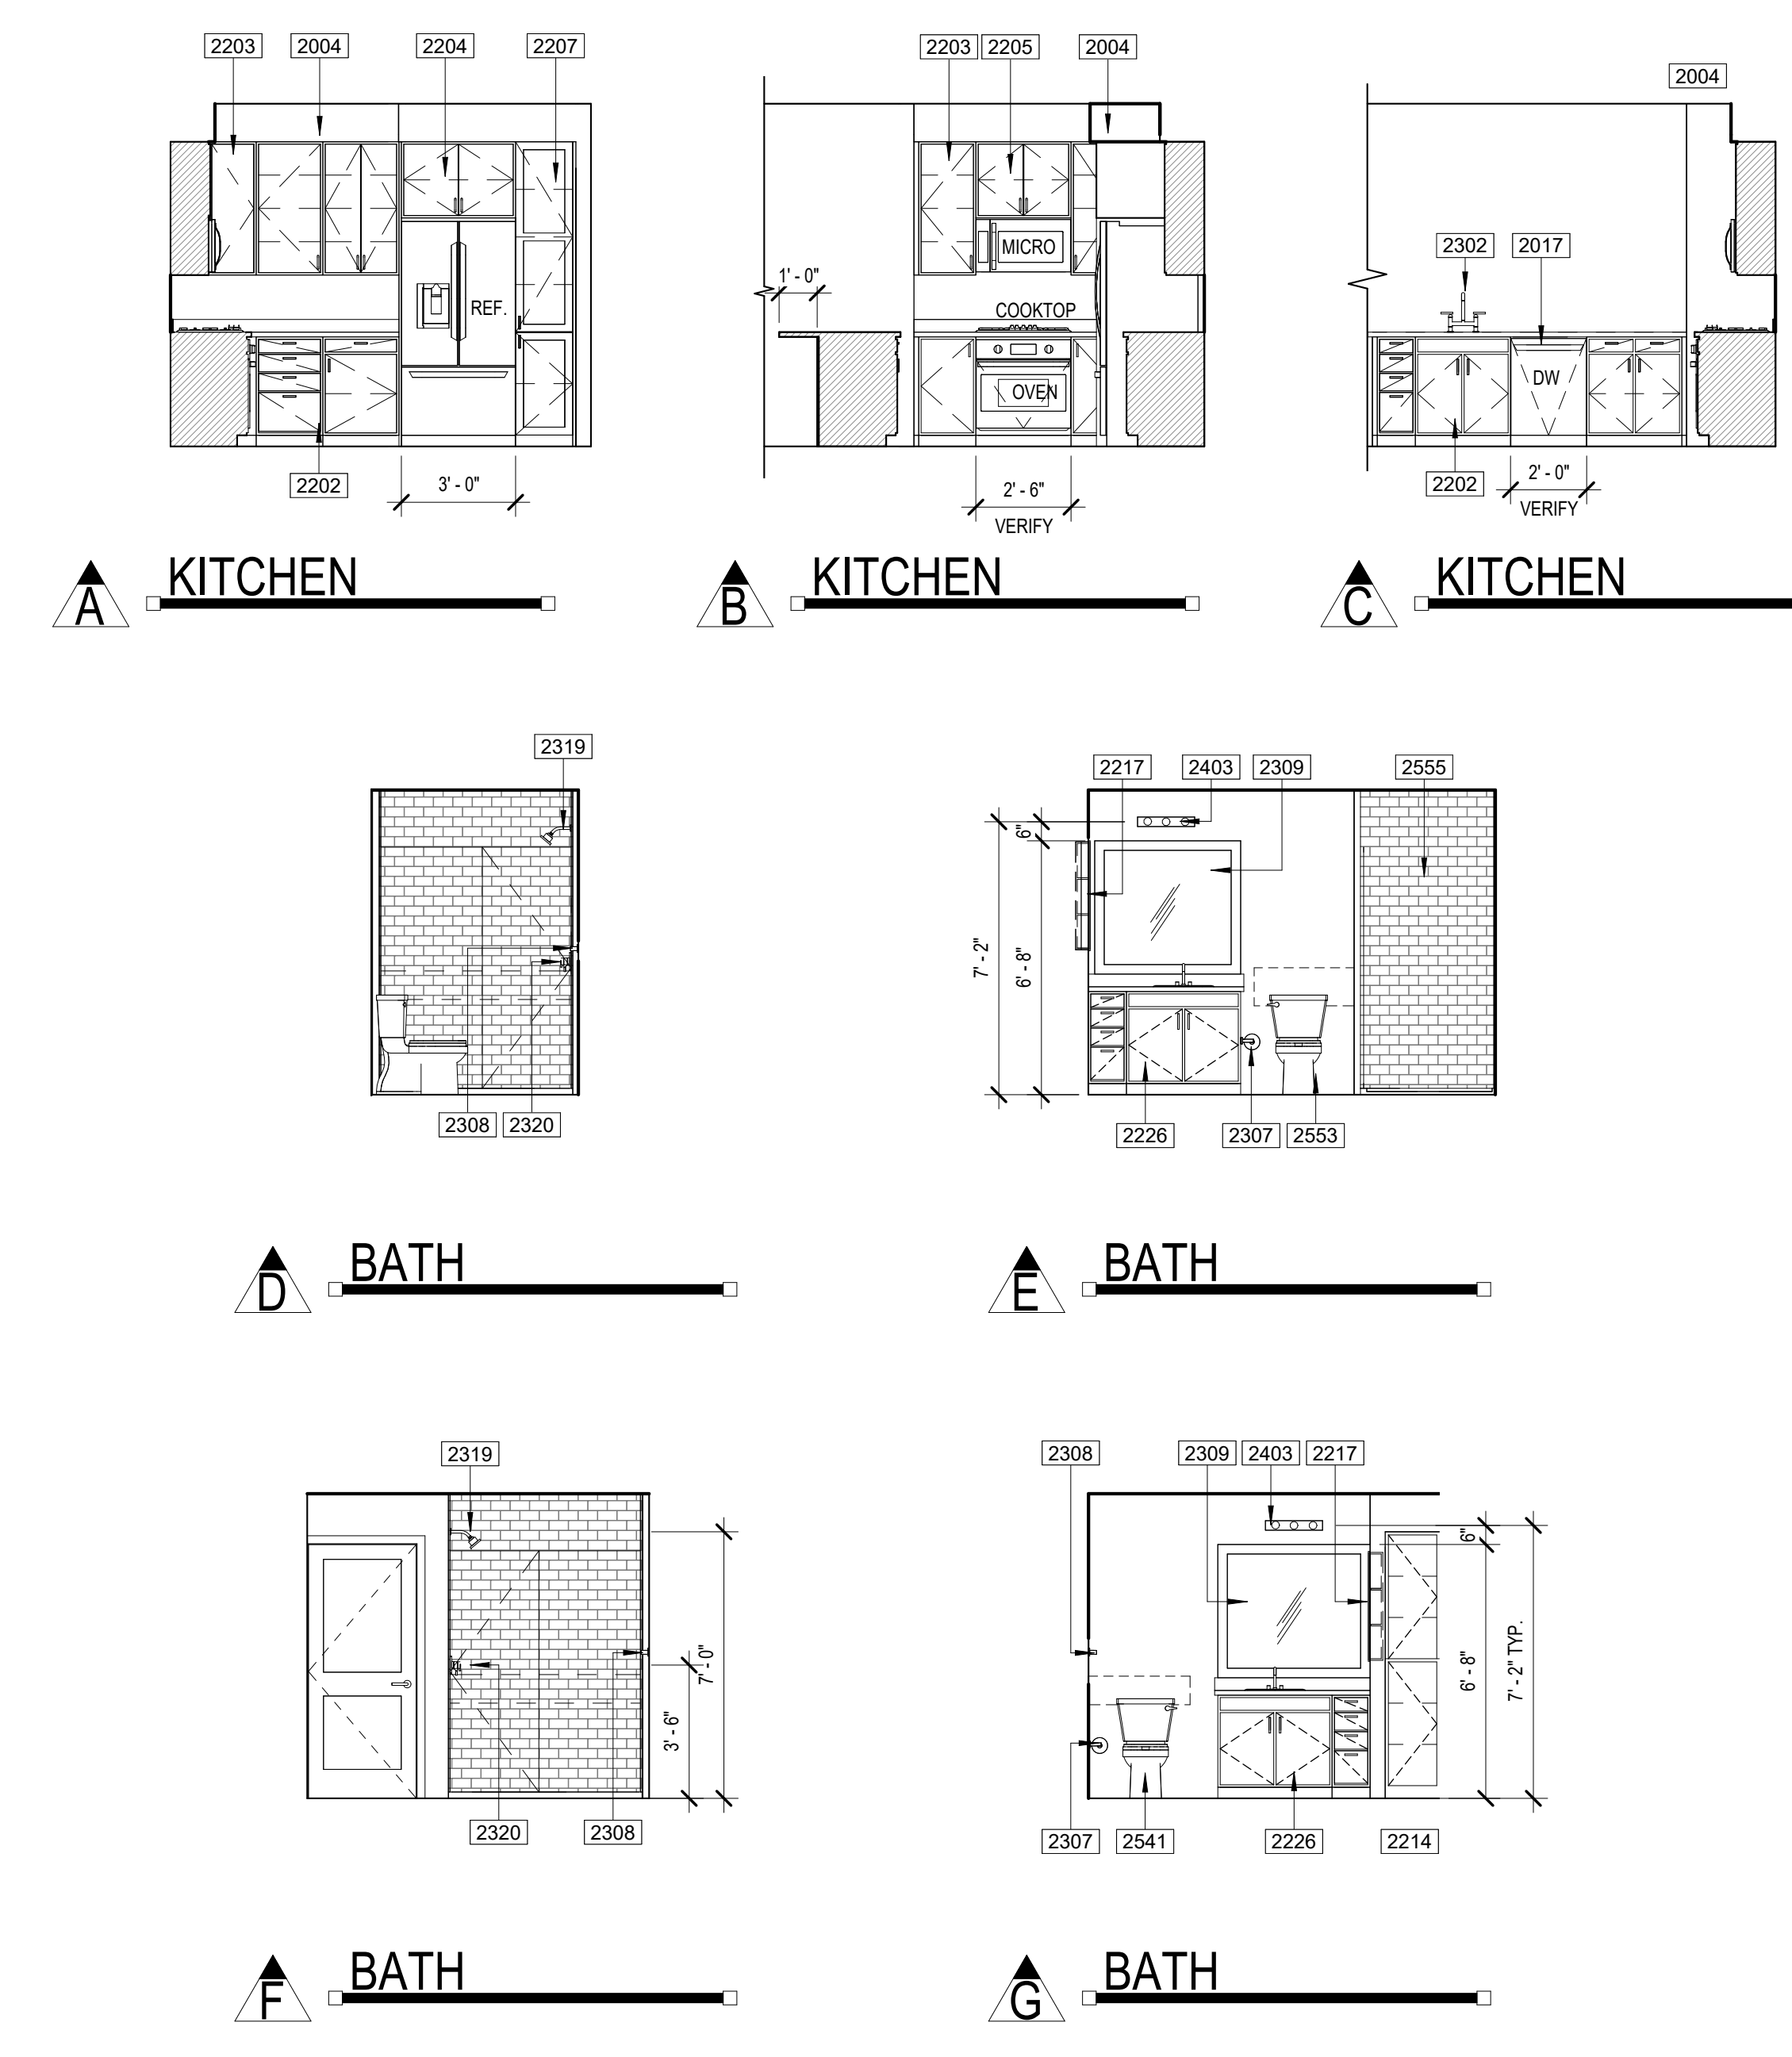 2203 2004 2204 2207
REF.
2202
3' - 0"
A KITCHEN
2203 2205 2004
1' - 0"
MICRO
COOKTOP
OVEN
2' - 6"
VERIFY
B KITCHEN
2004
2302 2017
DW
2202
2' - 0"
VERIFY
C KITCHEN
2319
2308 2320
D BATH
2217 2403 2309 2555
6"
7' - 2"
6' - 8"
2226 2307 2553
E BATH
2319
7' - 0"
3' - 6"
2320 2308
F BATH
2308 2309 2403 2217
6"
6' - 8"
7' - 2" TYP.
2307 2541 2226 2214
G BATH